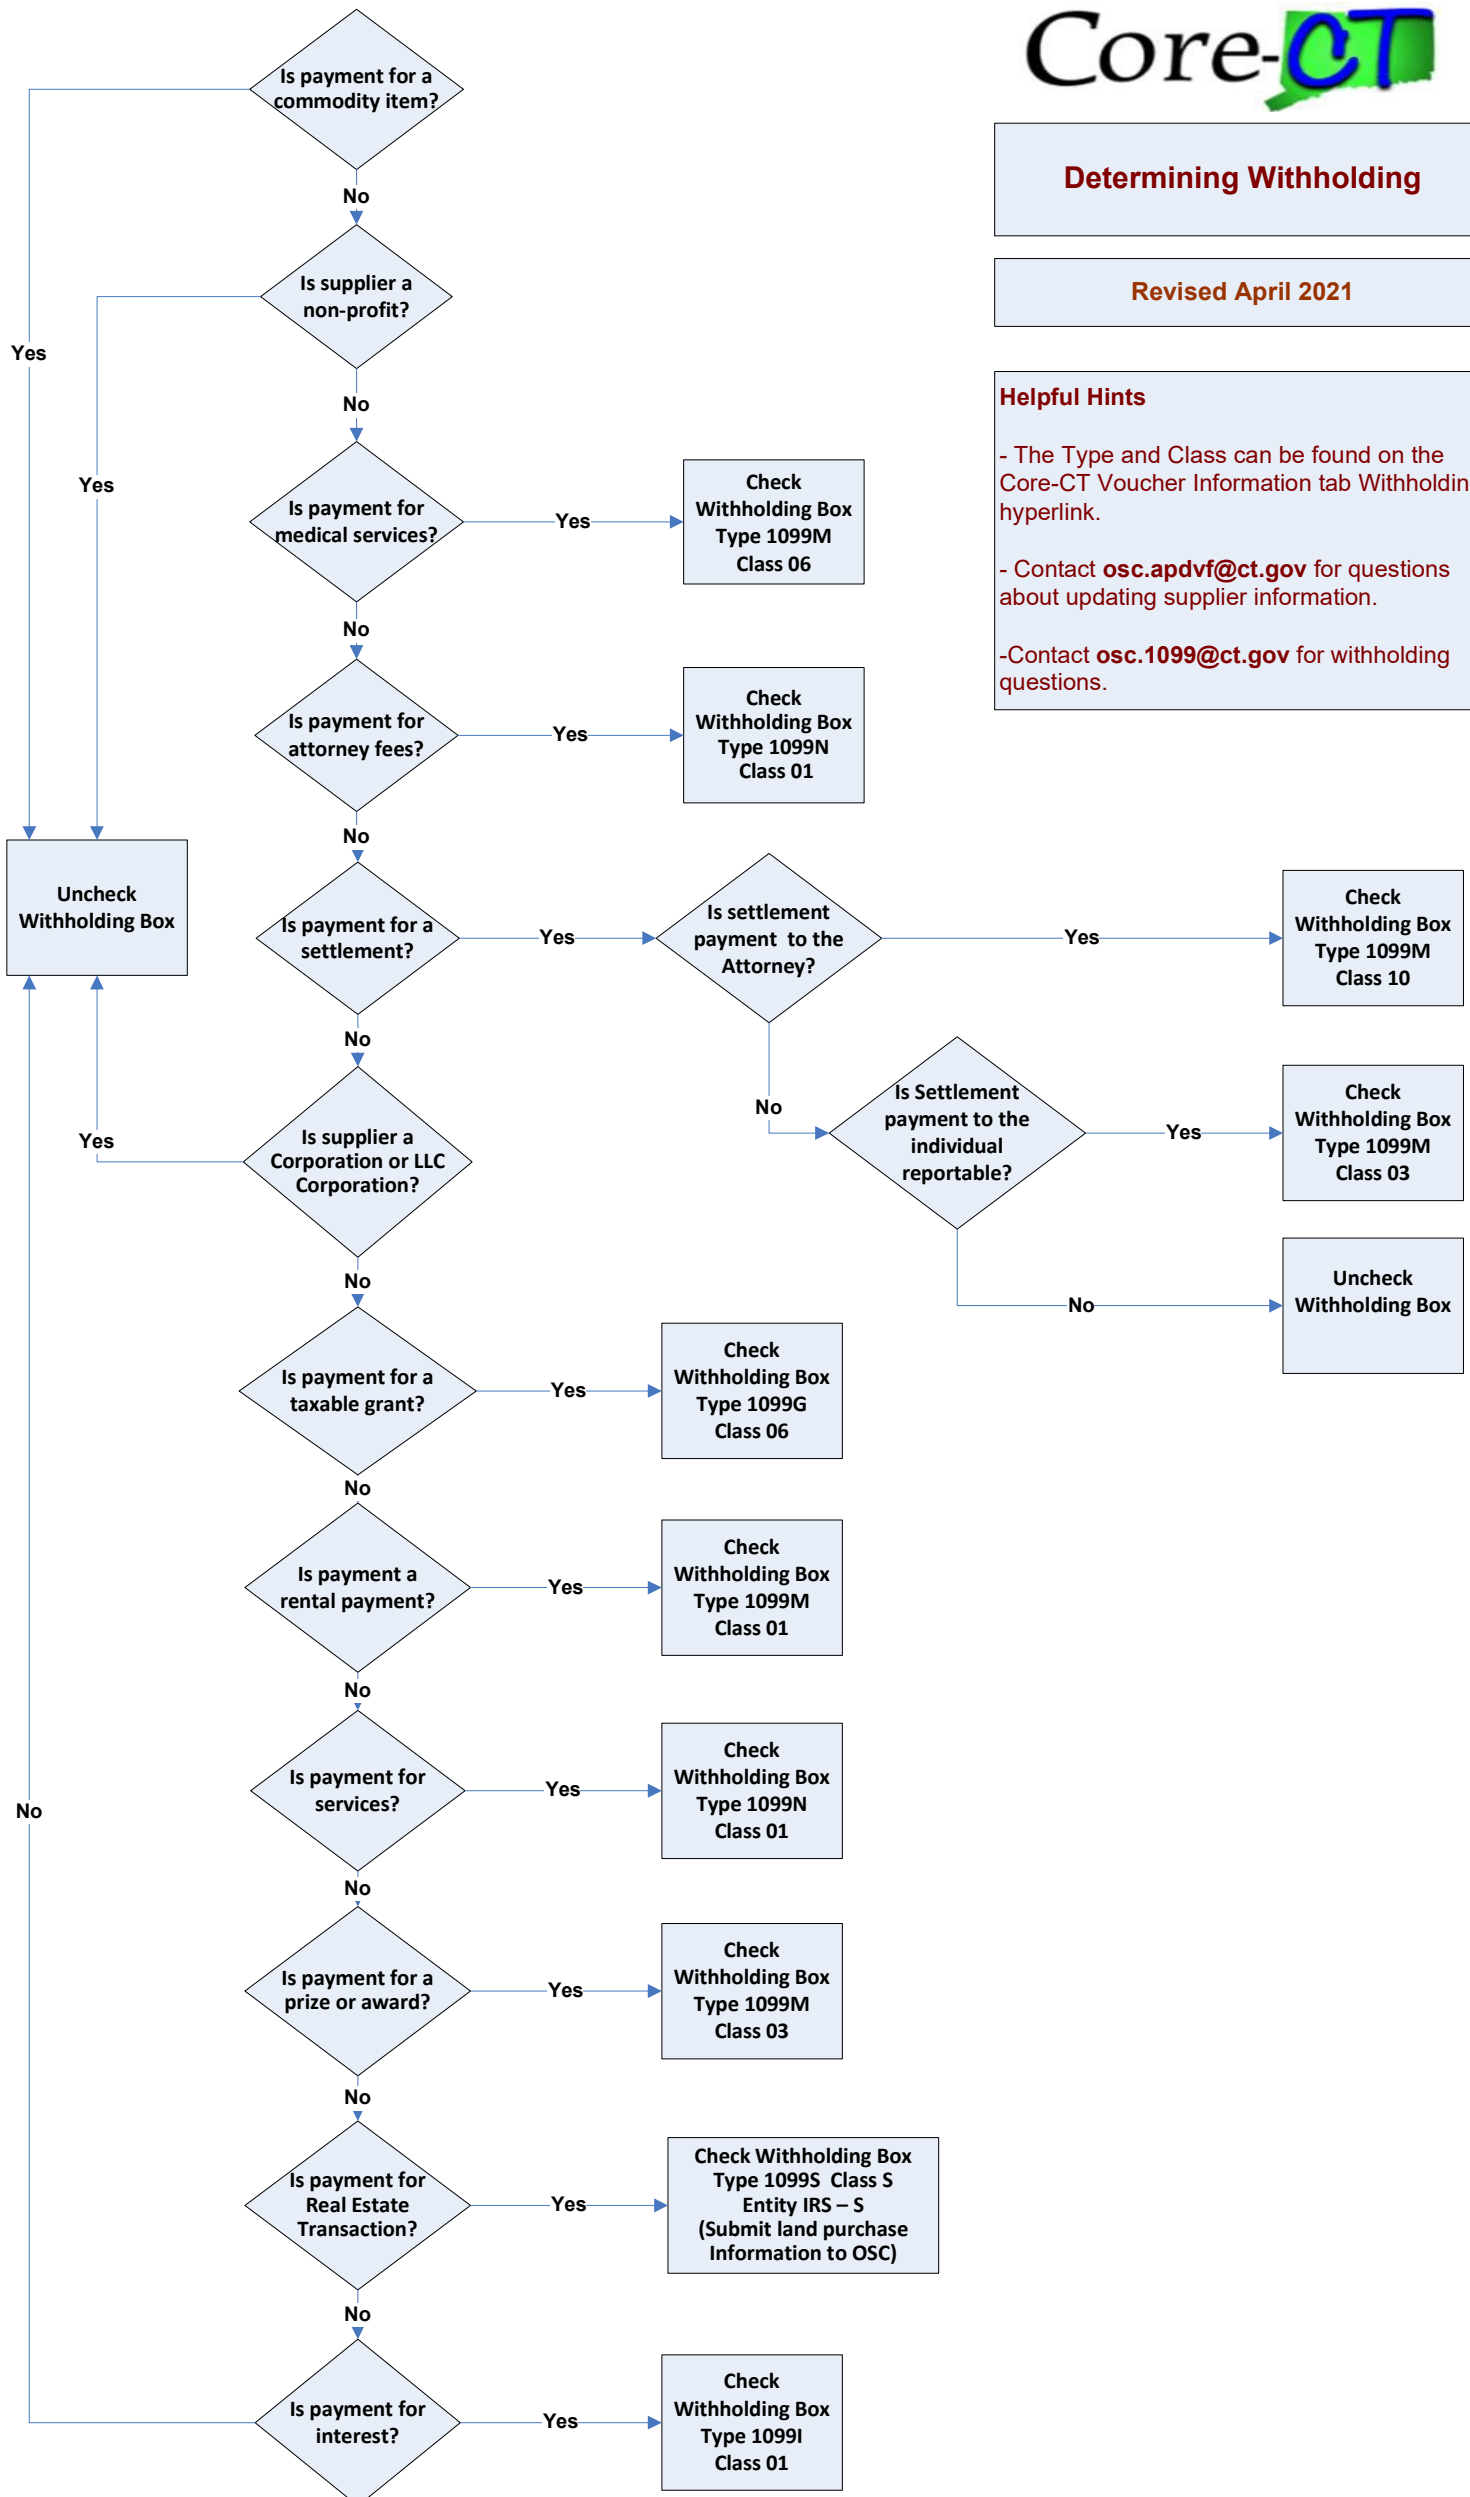 Core-CT
Determining Withholding
Revised April 2021
Helpful Hints
- The Type and Class can be found on the
Core-CT Voucher Information tab Withholdin
hyperlink.
- Contact osc.apdvf@ct.gov for questions
about updating supplier information.
-Contact osc.1099@ct.gov for withholding
questions.
Is payment for a
commodity item?
Yes
No
Is supplier a
non-profit?
Yes
No
Is payment for
medical services?
Yes
Check
Withholding Box
Type 1099M
Class 06
No
Is payment for
attorney fees?
Yes
Check
Withholding Box
Type 1099N
Class 01
No
Uncheck
Withholding Box
Is payment for a
settlement?
Yes
Is settlement
payment to the
Attorney?
Yes
Check
Withholding Box
Type 1099M
Class 10
No
Is Settlement
payment to the
individual
reportable?
Yes
Check
Withholding Box
Type 1099M
Class 03
No
Uncheck
Withholding Box
No
Is supplier a
Corporation or LLC
Corporation?
Yes
No
Is payment for a
taxable grant?
Yes
Check
Withholding Box
Type 1099G
Class 06
No
Is payment a
rental payment?
Yes
Check
Withholding Box
Type 1099M
Class 01
No
Is payment for
services?
Yes
Check
Withholding Box
Type 1099N
Class 01
No
Is payment for a
prize or award?
Yes
Check
Withholding Box
Type 1099M
Class 03
No
Is payment for
Real Estate
Transaction?
Yes
Check Withholding Box
Type 1099S Class S
Entity IRS – S
(Submit land purchase
Information to OSC)
No
Is payment for
interest?
Yes
Check
Withholding Box
Type 1099I
Class 01
No